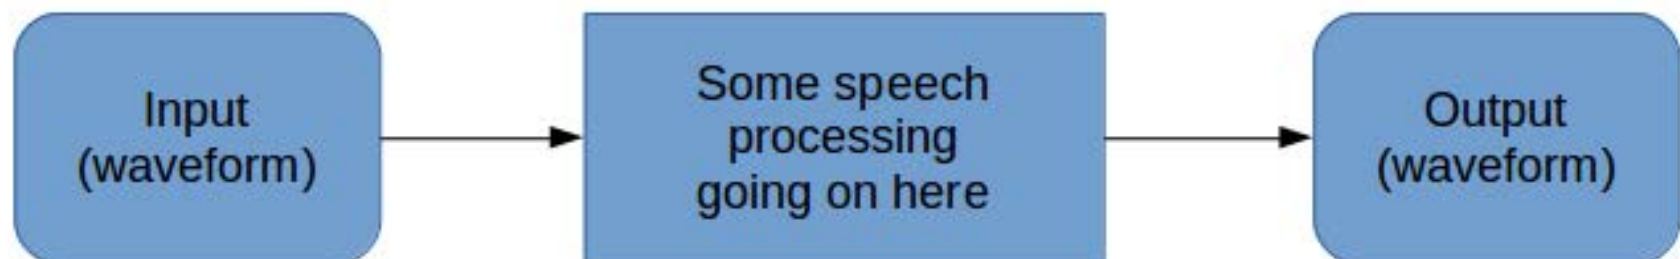 Input
(waveform)
Some speech
processing
going on here
Output
(waveform)